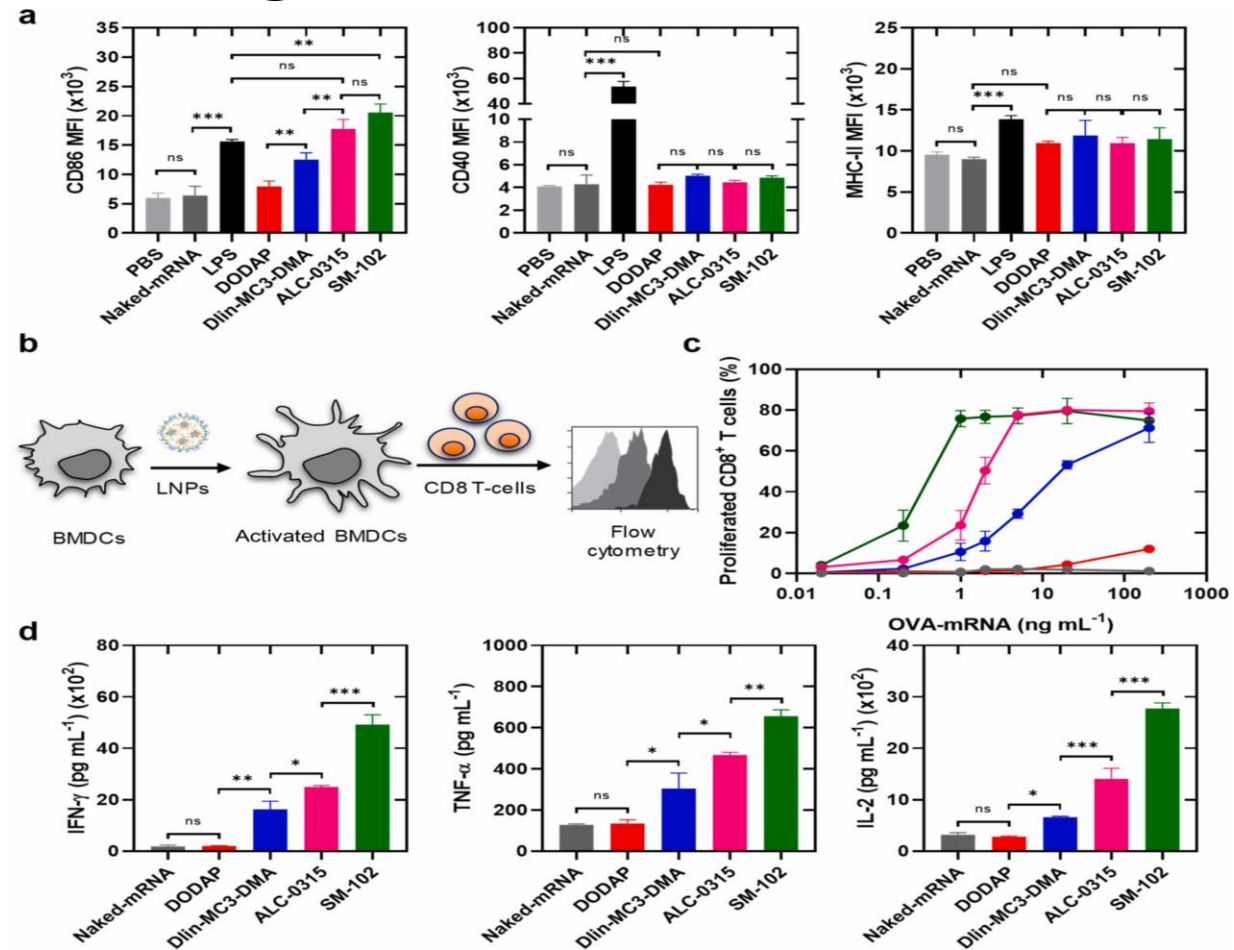 a
CD86 MFI (x10³)
35
30
25
20
15
10
5
0
ns
***
**
**
ns
**
ns
PBS
Naked-mRNA
LPS
DODAP
Dlin-MC3-DMA
ALC-0315
SM-102
CD40 MFI (x10³)
100
80
60
40
10
8
6
4
2
0
ns
***
ns
ns
ns
ns
PBS
Naked-mRNA
LPS
DODAP
Dlin-MC3-DMA
ALC-0315
SM-102
MHC-II MFI (x10³)
25
20
15
10
5
0
ns
***
ns
ns
ns
ns
PBS
Naked-mRNA
LPS
DODAP
Dlin-MC3-DMA
ALC-0315
SM-102
b
BMDCs
LNPs
Activated BMDCs
CD8 T-cells
Flow
cytometry
c
Proliferated CD8⁺ T cells (%)
100
80
60
40
20
0
0.01
0.1
1
10
100
1000
OVA-mRNA (ng mL⁻¹)
d
IFN-γ (pg mL⁻¹) (x10²)
80
60
40
20
0
ns
**
*
***
Naked-mRNA
DODAP
Dlin-MC3-DMA
ALC-0315
SM-102
TNF-α (pg mL⁻¹)
1000
800
600
400
200
0
ns
*
*
**
Naked-mRNA
DODAP
Dlin-MC3-DMA
ALC-0315
SM-102
IL-2 (pg mL⁻¹) (x10²)
40
30
20
10
0
ns
*
***
***
Naked-mRNA
DODAP
Dlin-MC3-DMA
ALC-0315
SM-102